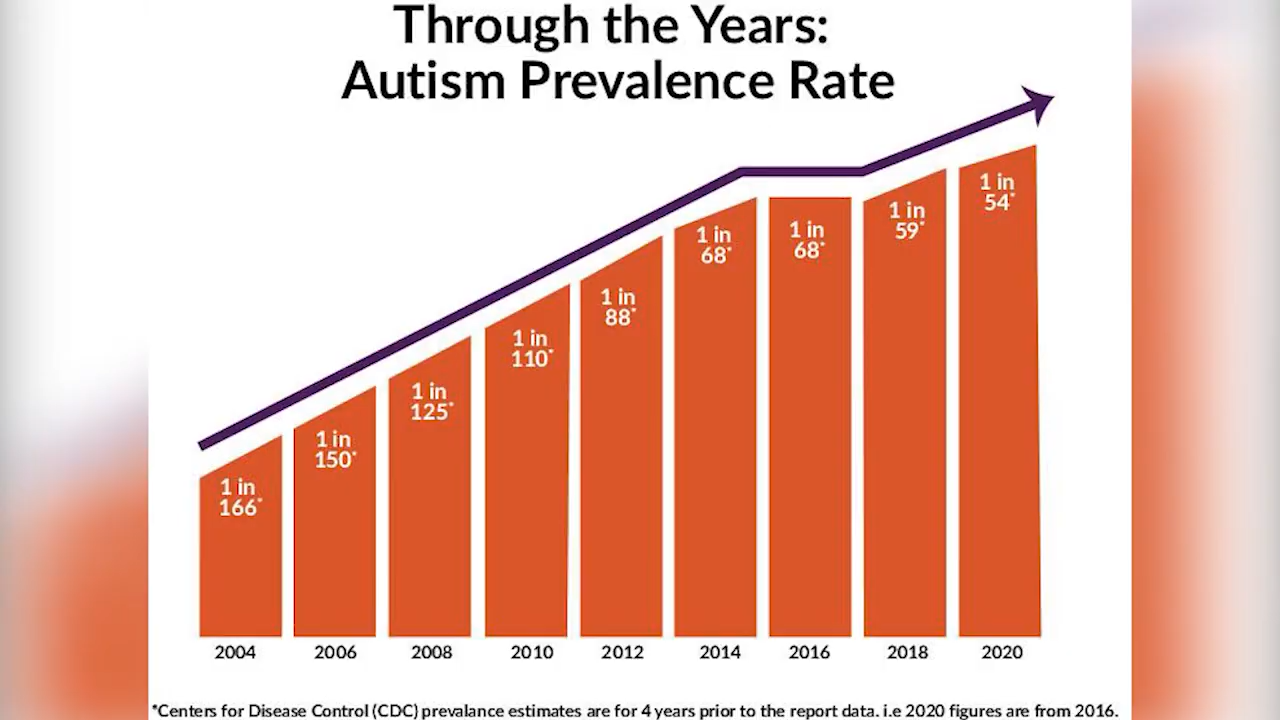 Through the Years:
Autism Prevalence Rate
1 in
166*
1 in
150*
1 in
125*
1 in
110*
1 in
88*
1 in
68*
1 in
68*
1 in
59*
1 in
54*
2004 2006 2008 2010 2012 2014 2016 2018 2020
*Centers for Disease Control (CDC) prevalance estimates are for 4 years prior to the report data. i.e 2020 figures are from 2016.